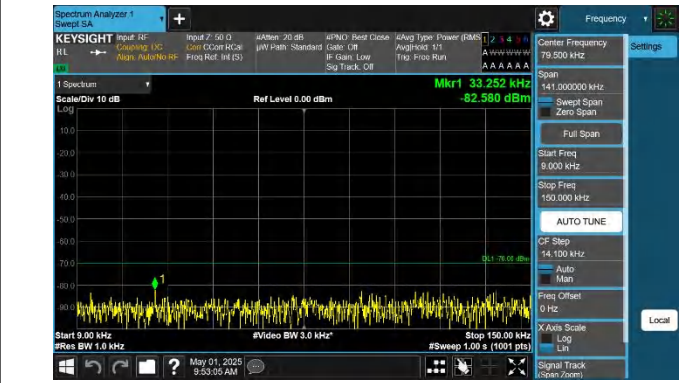 Spectrum Analyzer 1
Swept SA
+
Frequency
KEYSIGHT
RL
Input: RF
Coupling: DC
Align: Auto/No RF
Input Z: 50 Ω
Corr CCorr RCal
Freq Ref: Int (S)
#Atten: 20 dB
µW Path: Standard
#PNO: Best Close
Gate: Off
IF Gain: Low
Sig Track: Off
#Avg Type: Power (RMS
Avg|Hold: 1/1
Trig: Free Run
1 2 3 4 5 6
A W W W W W
A A A A A A
1 Spectrum
Mkr1 33.252 kHz
-82.580 dBm
Scale/Div 10 dB
Ref Level 0.00 dBm
Log
-10.0
-20.0
-30.0
-40.0
-50.0
-60.0
-70.0
-80.0
-90.0
DL1 -78.00 dBm
1
Start 9.00 kHz
#Res BW 1.0 kHz
#Video BW 3.0 kHz*
Stop 150.00 kHz
#Sweep 1.00 s (1001 pts)
Center Frequency
79.500 kHz
Settings
Span
141.000000 kHz
Swept Span
Zero Span
Full Span
Start Freq
9.000 kHz
Stop Freq
150.000 kHz
AUTO TUNE
CF Step
14.100 kHz
Auto
Man
Freq Offset
0 Hz
X Axis Scale
Log
Lin
Local
Signal Track
(Span Zoom)
?
May 01, 2025
9:53:05 AM